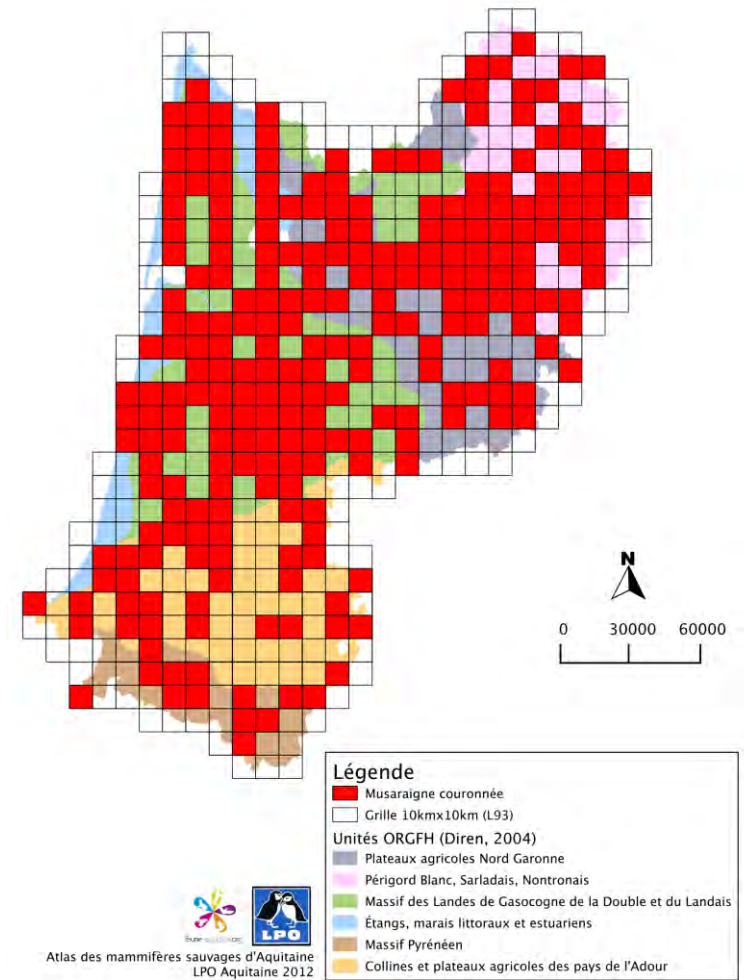 N
0 30000 60000
Légende
Musaraigne couronnée
Grille 10kmx10km (L93)
Unités ORGFH (Diren, 2004)
Plateaux agricoles Nord Garonne
Périgord Blanc, Sarladais, Nontronais
Massif des Landes de Gasocogne de la Double et du Landais
Étangs, marais littoraux et estuariens
Massif Pyrénéen
Collines et plateaux agricoles des pays de l'Adour
LPO
Atlas des mammifères sauvages d'Aquitaine
LPO Aquitaine 2012